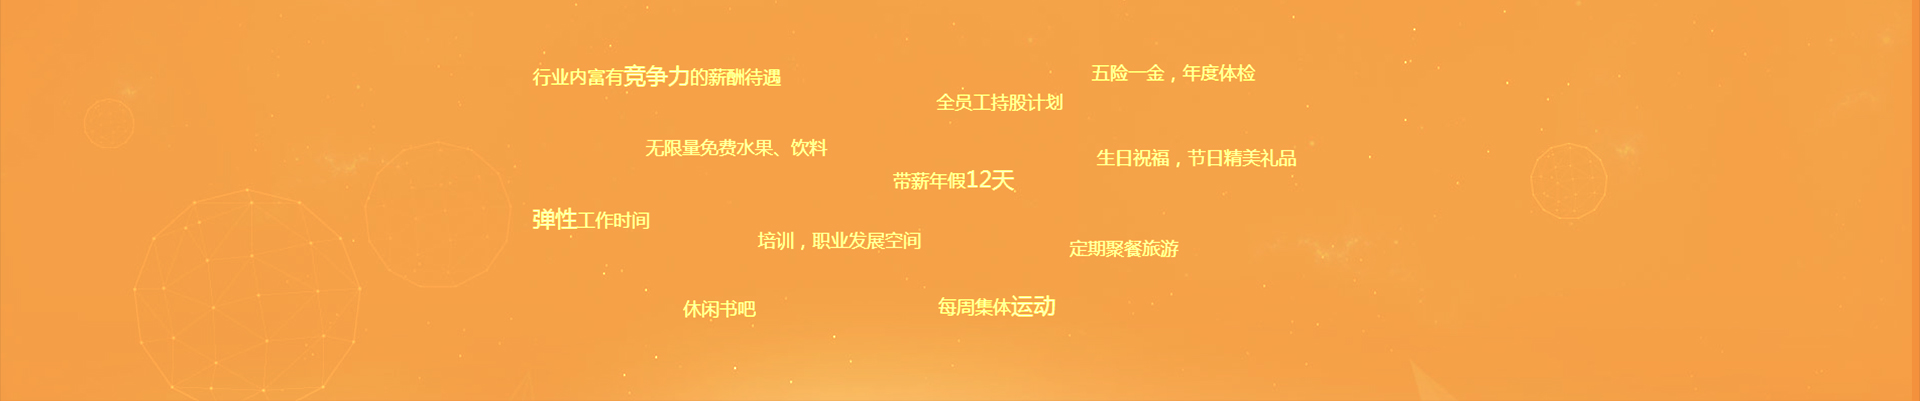 行业内富有竞争力的薪酬待遇
五险一金，年度体检
全员工持股计划
无限量免费水果、饮料
生日祝福，节日精美礼品
带薪年假12天
弹性工作时间
培训，职业发展空间
定期聚餐旅游
休闲书吧
每周集体运动